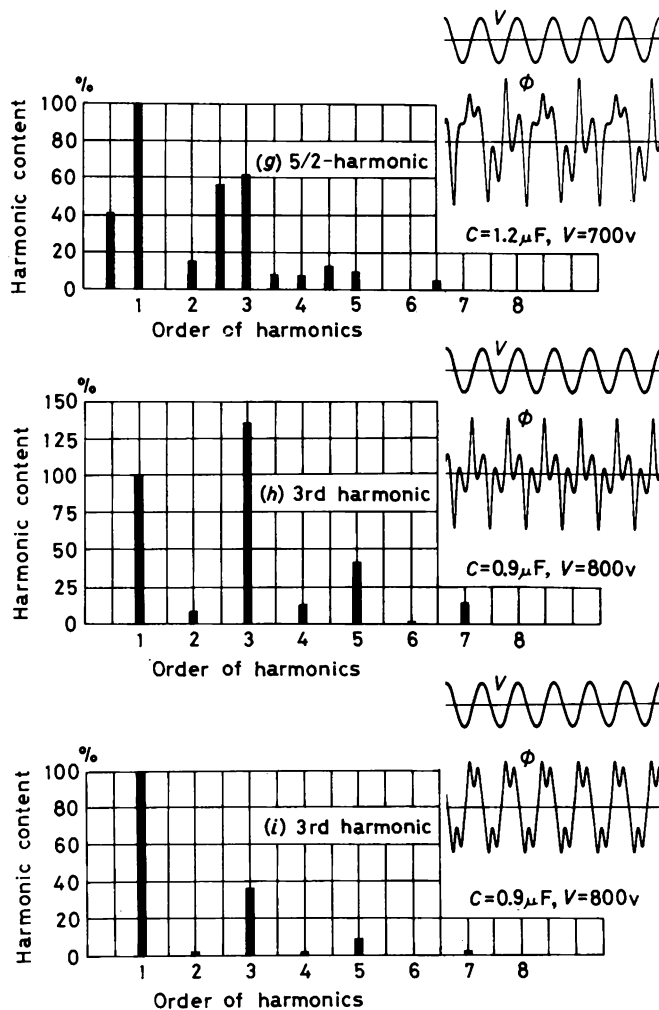 V
%
Φ
Harmonic content
100
80
60
40
20
0
(g) 5/2-harmonic
C=1.2μF, V=700v
1 2 3 4 5 6 7 8
Order of harmonics
V
%
Φ
Harmonic content
150
125
100
75
50
25
0
(h) 3rd harmonic
C=0.9μF, V=800v
1 2 3 4 5 6 7 8
Order of harmonics
V
%
Φ
Harmonic content
100
80
60
40
20
0
(i) 3rd harmonic
C=0.9μF, V=800v
1 2 3 4 5 6 7 8
Order of harmonics